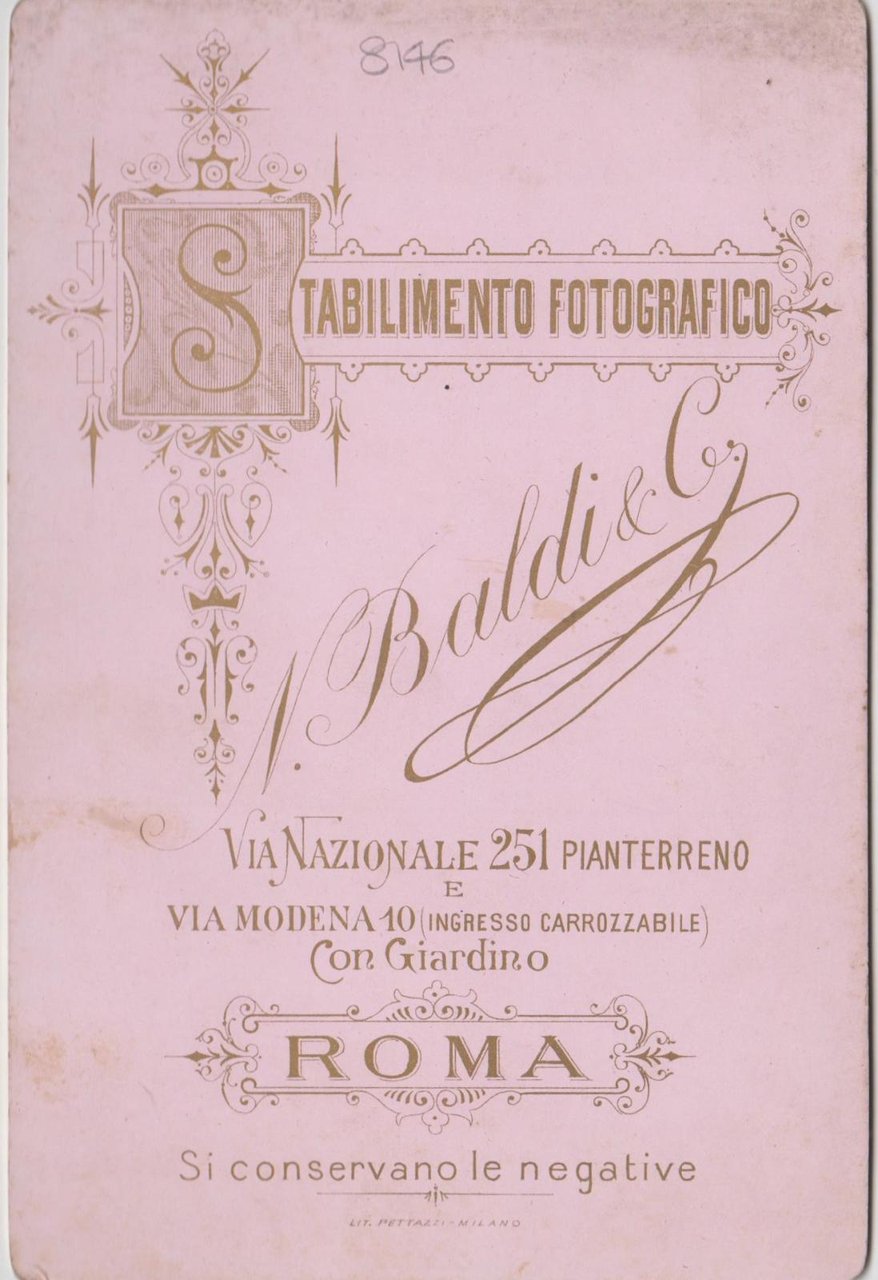 8146
STABILIMENTO FOTOGRAFICO
N. Baldi & C.
VIA NAZIONALE 251 PIANTERRENO
E
VIA MODENA 10 (INGRESSO CARROZZABILE)
Con Giardino
ROMA
Si conservano le negative
LIT. PETTAZZI - MILANO